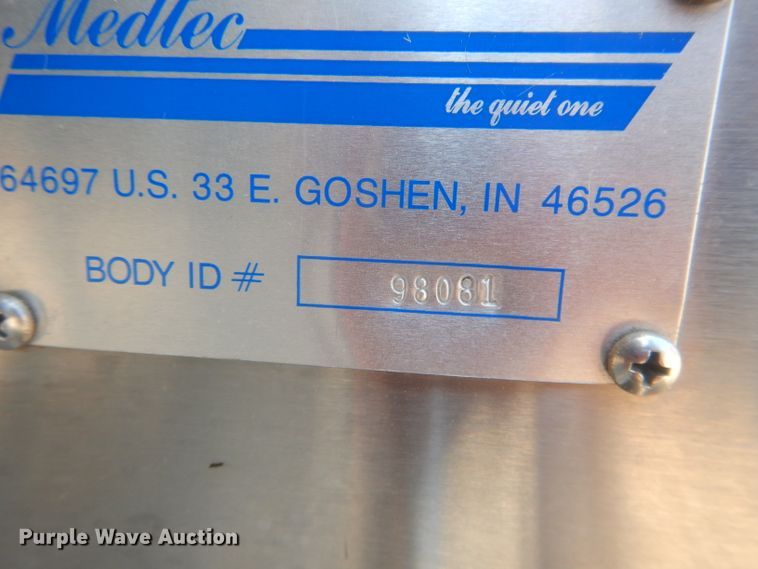 Medtec
the quiet one
64697 U.S. 33 E. GOSHEN, IN 46526
BODY ID # 98081
Purple Wave Auction